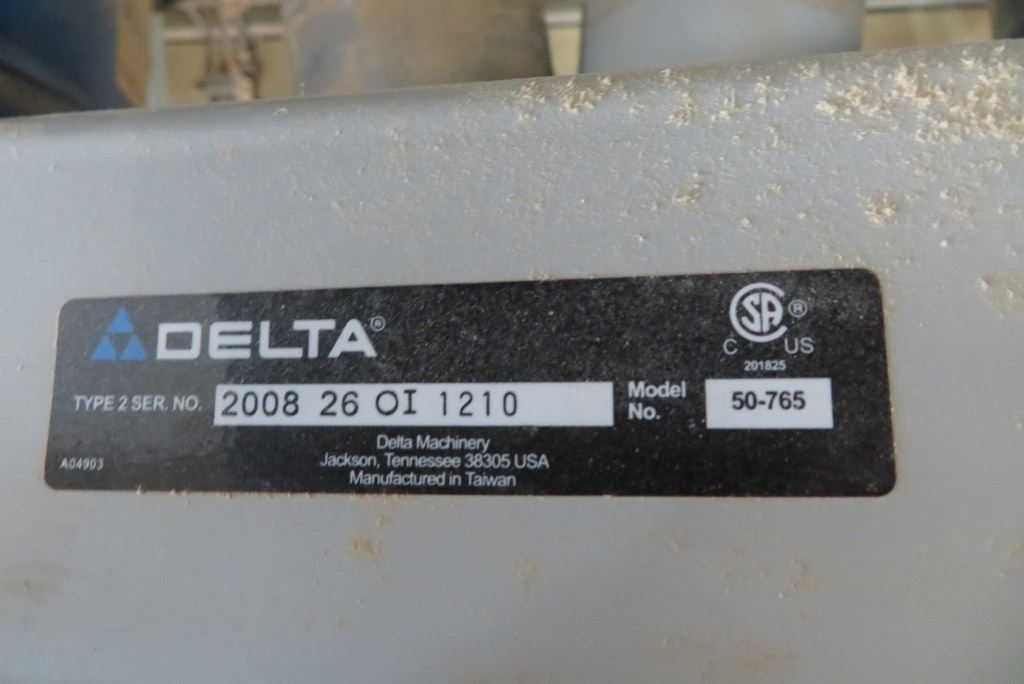 DELTA®
SA ®
C US
201825
TYPE 2 SER. NO. 2008 26 OI 1210
Model No. 50-765
Delta Machinery
Jackson, Tennessee 38305 USA
Manufactured in Taiwan
A04903